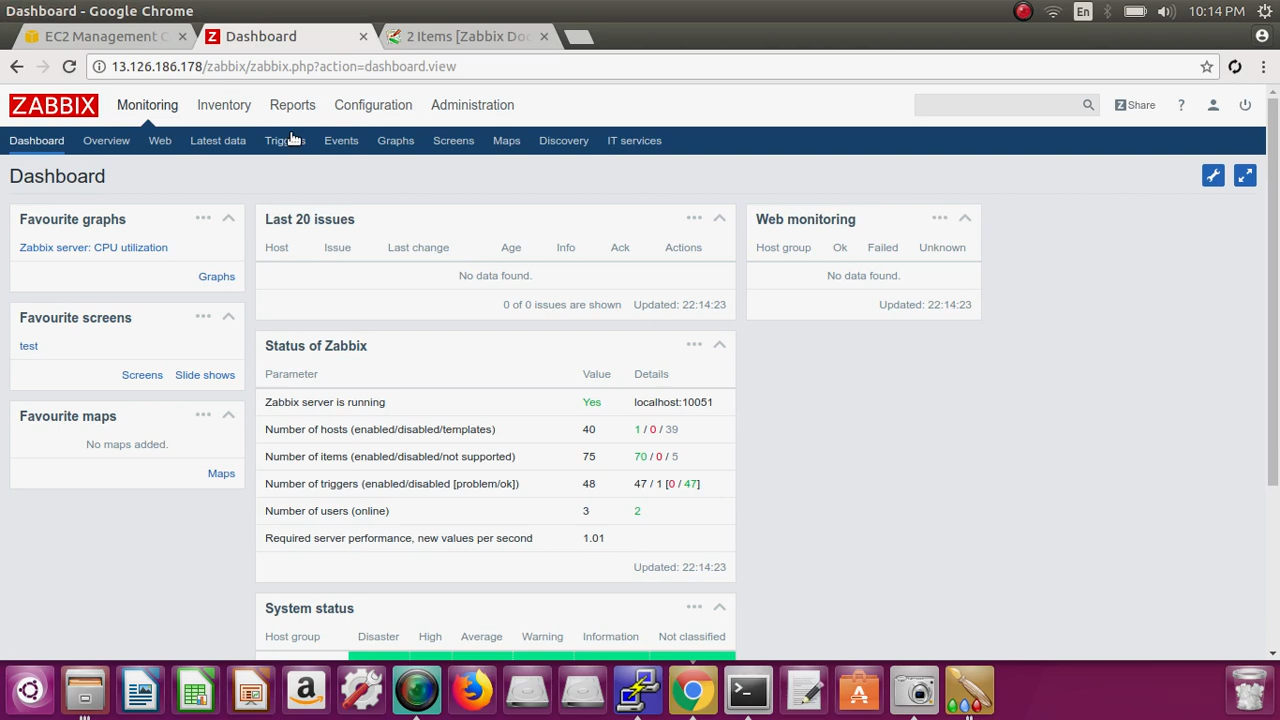 Dashboard - Google Chrome
En
10:14 PM
EC2 Management C
Dashboard
2 Items [Zabbix Doc
13.126.186.178/zabbix/zabbix.php?action=dashboard.view
ZABBIX
Monitoring
Inventory
Reports
Configuration
Administration
Z Share
?
Dashboard
Overview
Web
Latest data
Triggers
Events
Graphs
Screens
Maps
Discovery
IT services
Dashboard
Favourite graphs
Zabbix server: CPU utilization
Graphs
Favourite screens
test
Screens Slide shows
Favourite maps
No maps added.
Maps
Last 20 issues
Host Issue Last change Age Info Ack Actions
No data found.
0 of 0 issues are shown Updated: 22:14:23
Status of Zabbix
Parameter Value Details
Zabbix server is running Yes localhost:10051
Number of hosts (enabled/disabled/templates) 40 1 / 0 / 39
Number of items (enabled/disabled/not supported) 75 70 / 0 / 5
Number of triggers (enabled/disabled [problem/ok]) 48 47 / 1 [0 / 47]
Number of users (online) 3 2
Required server performance, new values per second 1.01
Updated: 22:14:23
System status
Host group Disaster High Average Warning Information Not classified
Web monitoring
Host group Ok Failed Unknown
No data found.
Updated: 22:14:23